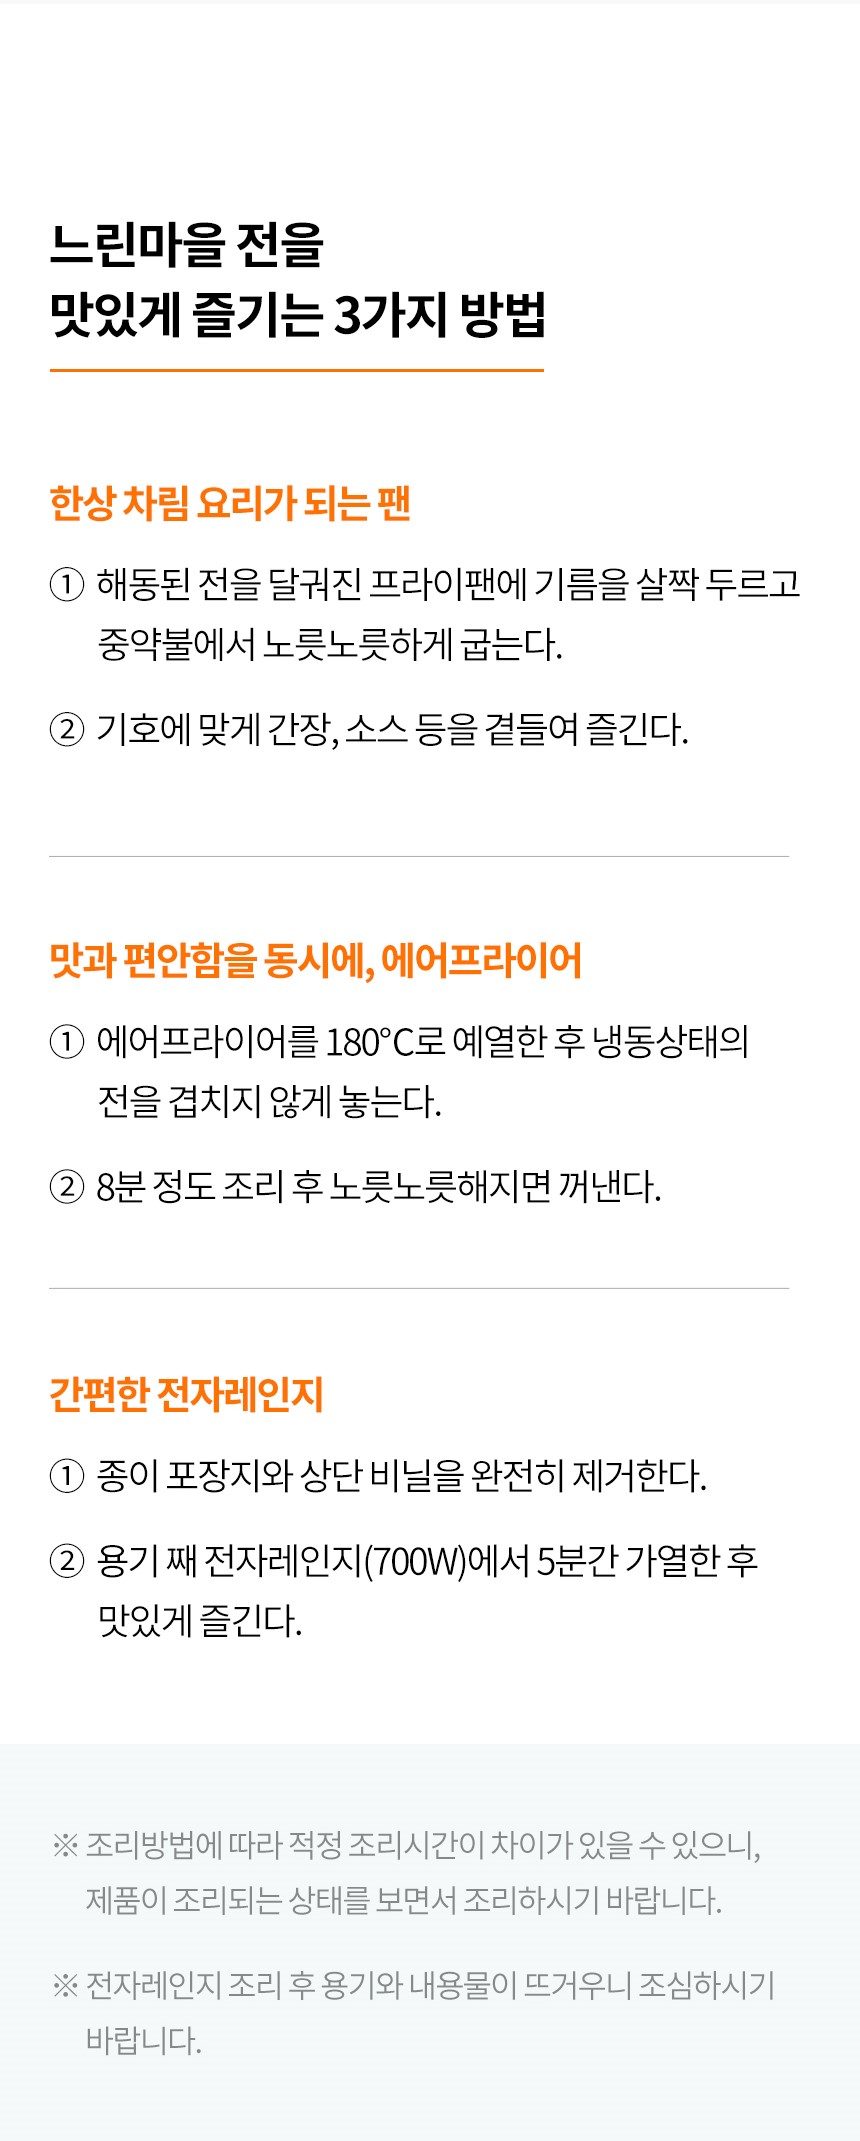 느린마을 전을
맛있게 즐기는 3가지 방법
한상 차림 요리가 되는 팬
① 해동된 전을 달궈진 프라이팬에 기름을 살짝 두르고
중약불에서 노릇노릇하게 굽는다.
② 기호에 맞게 간장, 소스 등을 곁들여 즐긴다.
맛과 편안함을 동시에, 에어프라이어
① 에어프라이어를 180°C로 예열한 후 냉동상태의
전을 겹치지 않게 놓는다.
② 8분 정도 조리 후 노릇노릇해지면 꺼낸다.
간편한 전자레인지
① 종이 포장지와 상단 비닐을 완전히 제거한다.
② 용기 째 전자레인지(700W)에서 5분간 가열한 후
맛있게 즐긴다.
※ 조리방법에 따라 적정 조리시간이 차이가 있을 수 있으니,
제품이 조리되는 상태를 보면서 조리하시기 바랍니다.
※ 전자레인지 조리 후 용기와 내용물이 뜨거우니 조심하시기
바랍니다.